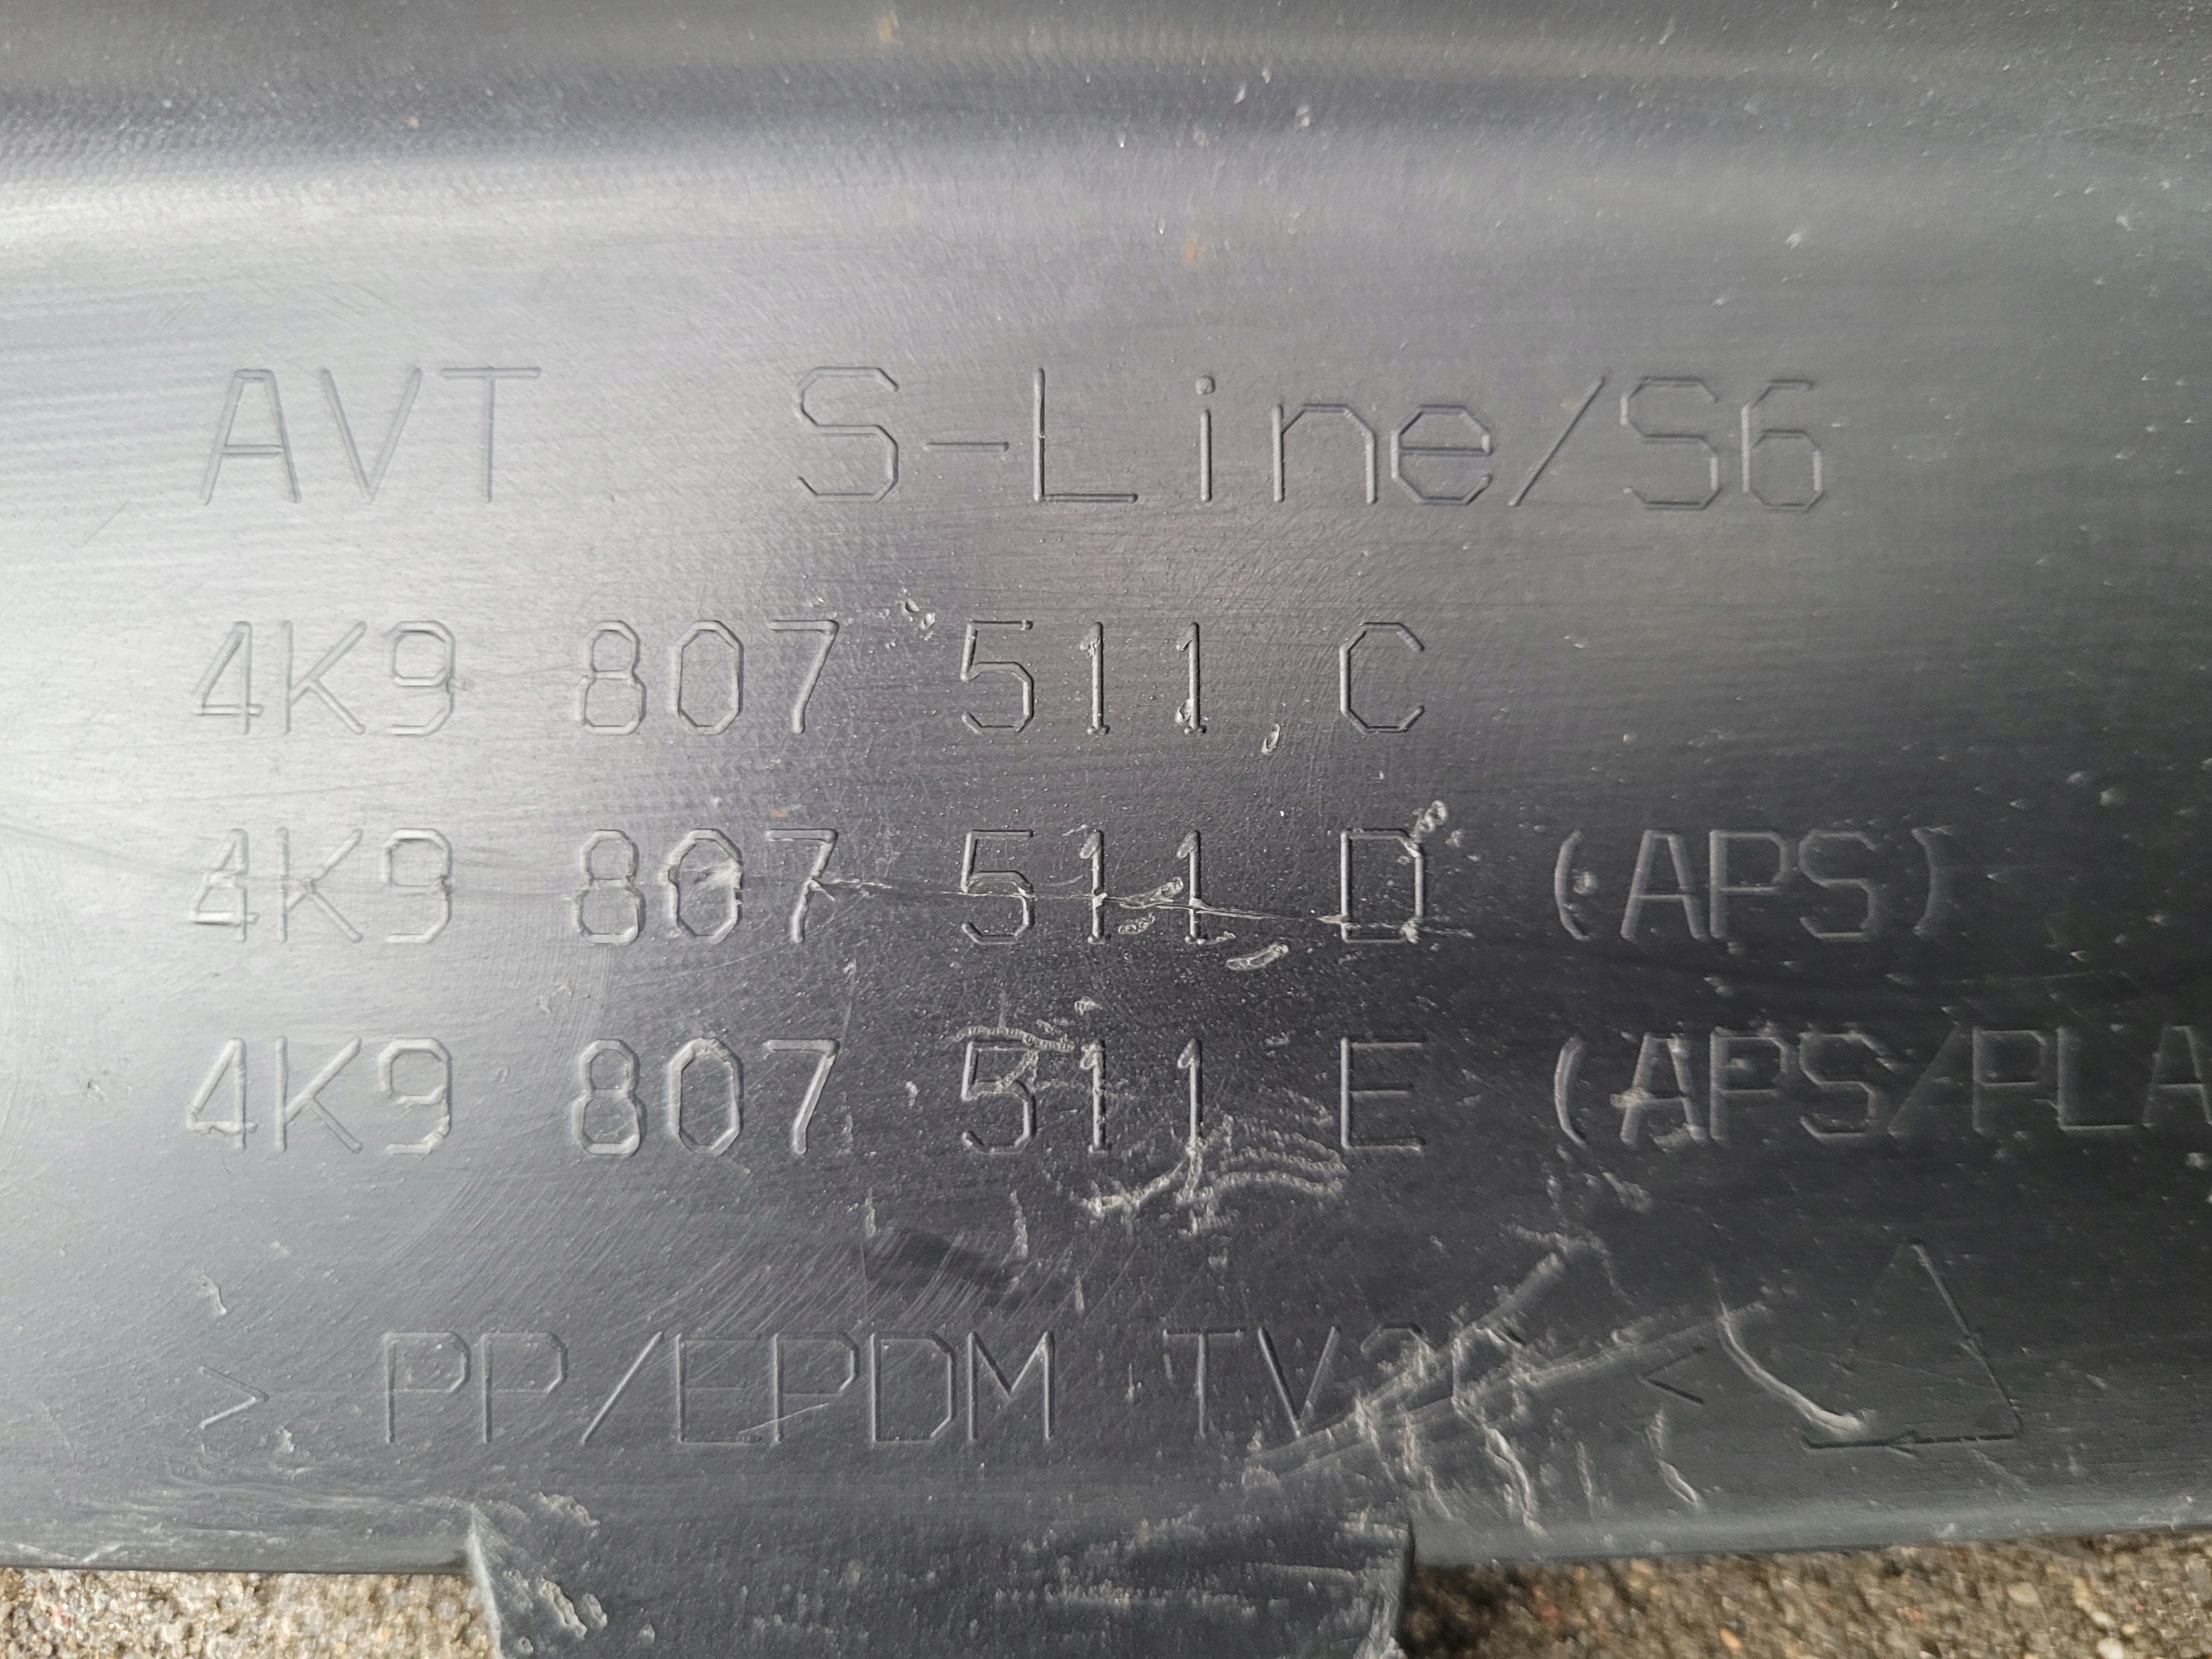 AVT S-Line/S6
4K9 807 511 C
4K9 807 511 D (APS)
4K9 807 511 E (APS/PLA
> PP/EPDM <